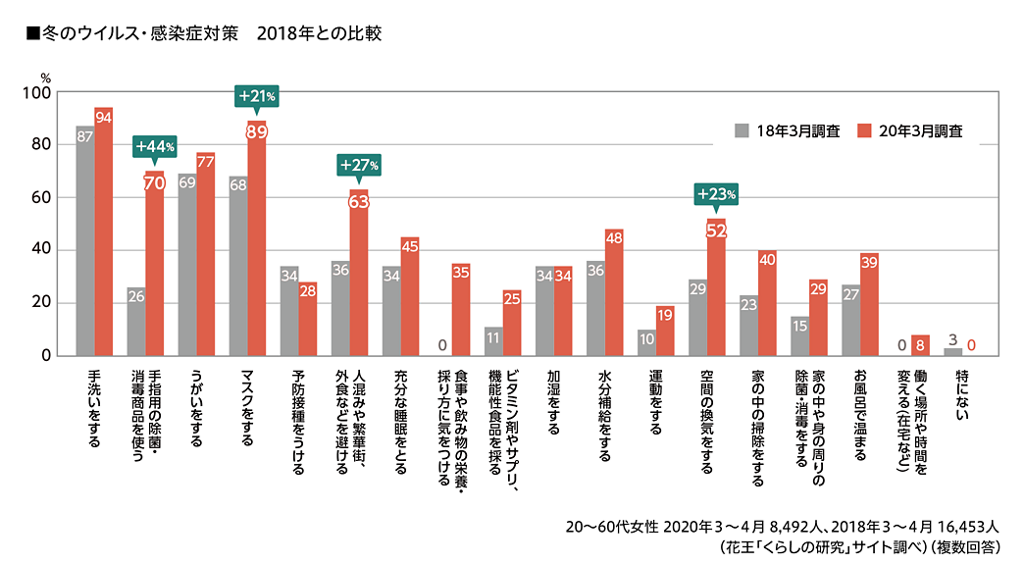 ■冬のウイルス・感染症対策　2018年との比較
%
100
80
60
40
20
0
18年3月調査
20年3月調査
+44%
+21%
+27%
+23%
87
94
26
70
69
77
68
89
34
28
36
63
34
45
0
35
11
25
34
34
36
48
10
19
29
52
23
40
15
29
27
39
0
8
3
0
手洗いをする
手指用の除菌・
消毒商品を使う
うがいをする
マスクをする
予防接種をうける
人混みや繁華街、
外食などを避ける
充分な睡眠をとる
食事や飲み物の栄養・
採り方に気をつける
ビタミン剤やサプリ、
機能性食品を採る
加湿をする
水分補給をする
運動をする
空間の換気をする
家の中の掃除をする
家の中や身の周りの
除菌・消毒をする
お風呂で温まる
働く場所や時間を
変える(在宅など)
特にない
20〜60代女性 2020年3〜4月 8,492人、2018年3〜4月 16,453人
(花王「くらしの研究」サイト調べ)(複数回答)